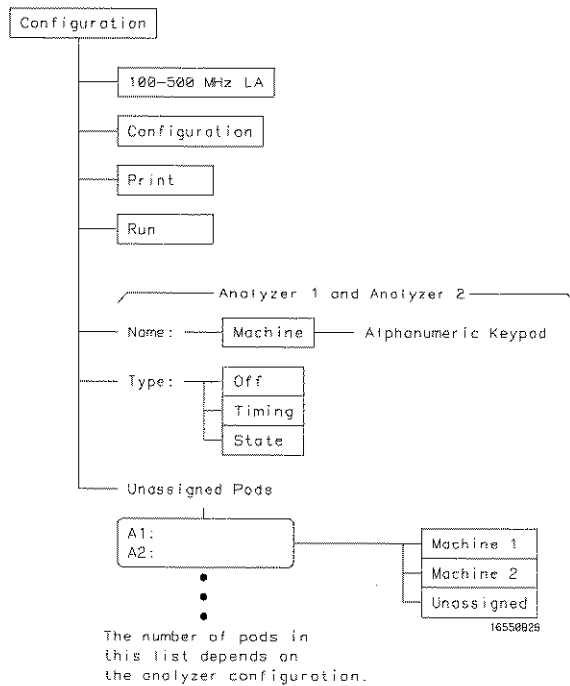 Configuration
100-500 MHz LA
Configuration
Print
Run
Analyzer 1 and Analyzer 2
Name: Machine Alphanumeric Keypad
Type: Off
Timing
State
Unassigned Pods
A1:
A2:
Machine 1
Machine 2
Unassigned
16550B26
The number of pods in
this list depends on
the analyzer configuration.